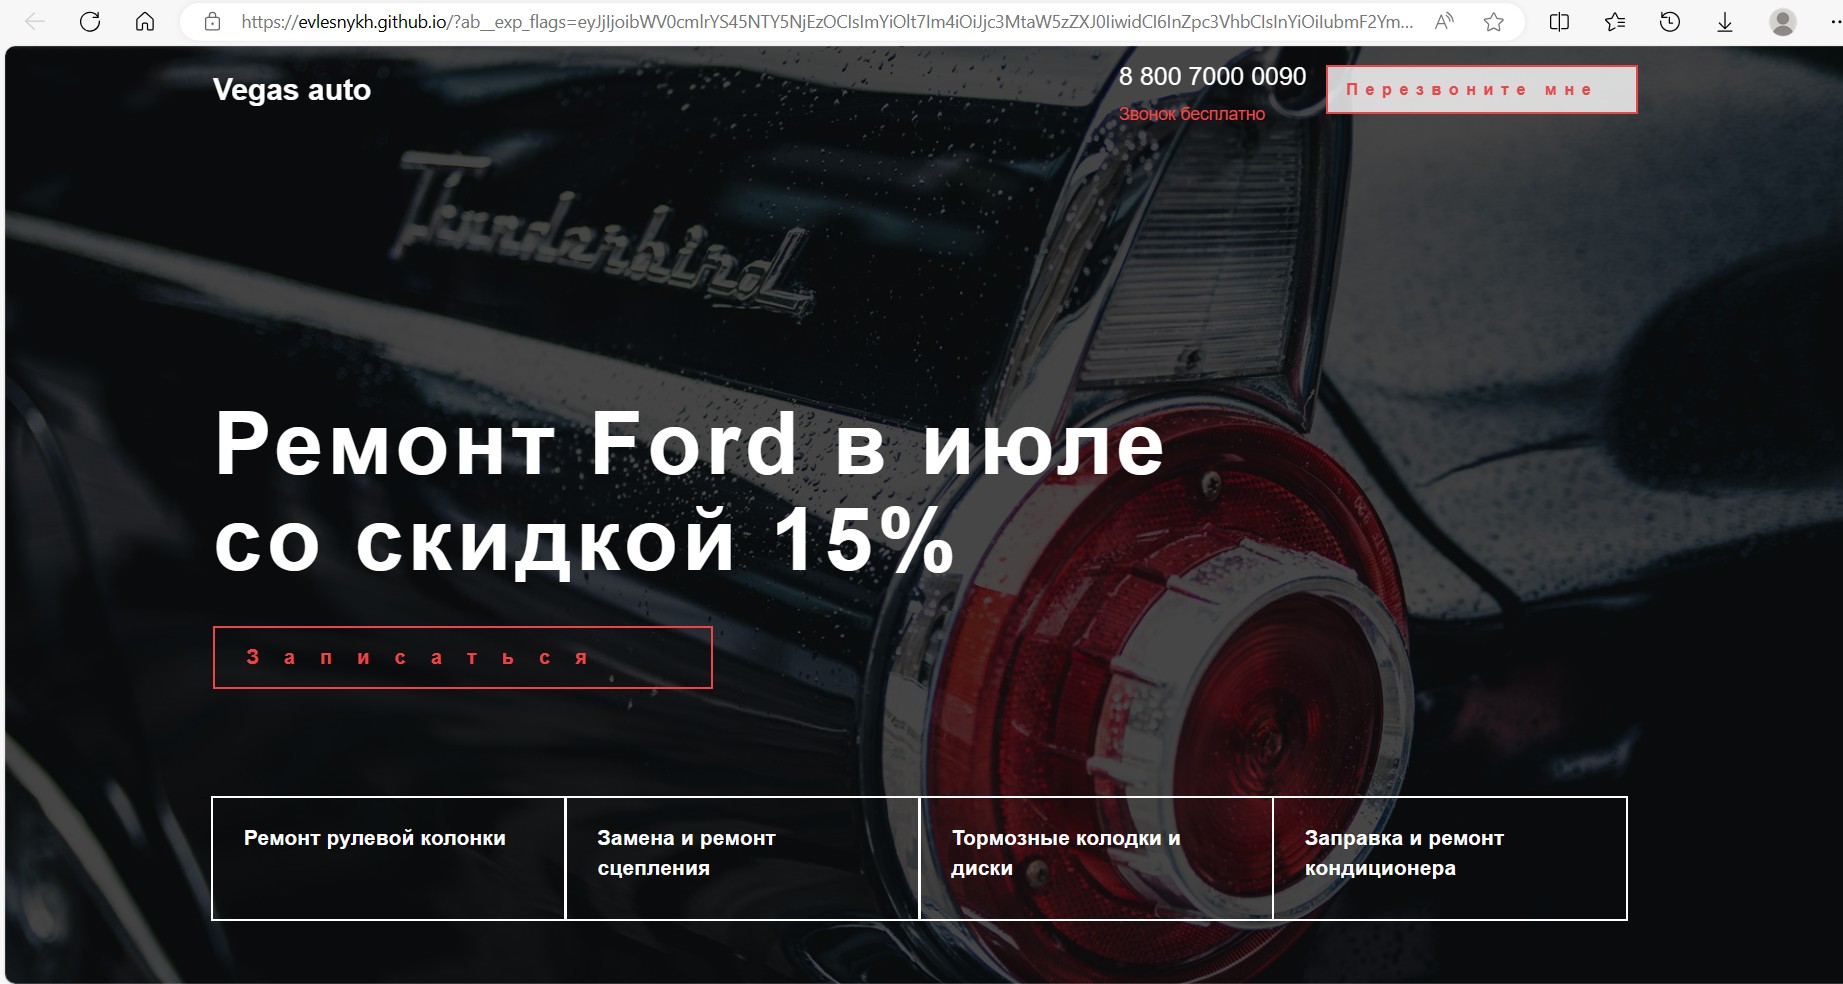 https://evlesnykh.github.io/?ab__exp_flags=eyJjIjoibWV0cmlrYS45NTY5NjEzOCIsImYiOlt7Im4iOiJjc3MtaW5zZXJ0IiwidCI6InZpc3VhbCIsInYiOiIubmF2Ym...
Vegas auto
8 800 7000 0090
Звонок бесплатно
Перезвоните мне
Thunderbird
Ремонт Ford в июле
со скидкой 15%
Записаться
Ремонт рулевой колонки
Замена и ремонт
сцепления
Тормозные колодки и
диски
Заправка и ремонт
кондиционера